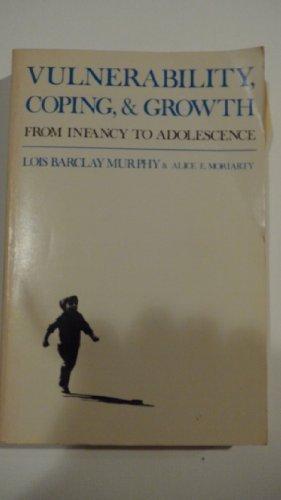 VULNERABILITY,
COPING, & GROWTH
FROM INFANCY TO ADOLESCENCE
LOIS BARCLAY MURPHY & ALICE E. MORIARTY